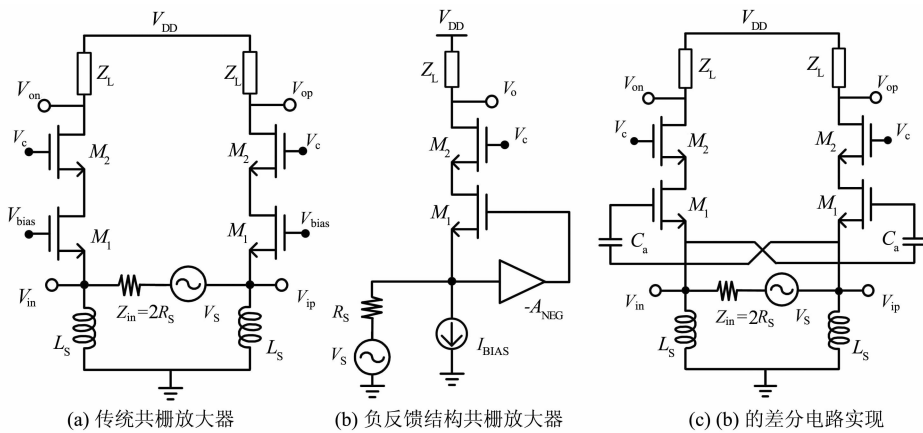 V_DD
Z_L
Z_L
V_on
V_op
V_c
M_2
M_2
V_c
V_bias
M_1
M_1
V_bias
V_in
Z_in=2R_S
V_S
V_ip
L_S
L_S
(a) 传统共栅放大器
V_DD
Z_L
V_o
V_c
M_2
M_1
-A_NEG
R_S
V_S
I_BIAS
(b) 负反馈结构共栅放大器
V_DD
Z_L
Z_L
V_on
V_op
V_c
M_2
M_2
V_c
M_1
M_1
C_a
C_a
V_in
Z_in=2R_S
V_S
V_ip
L_S
L_S
(c) (b) 的差分电路实现